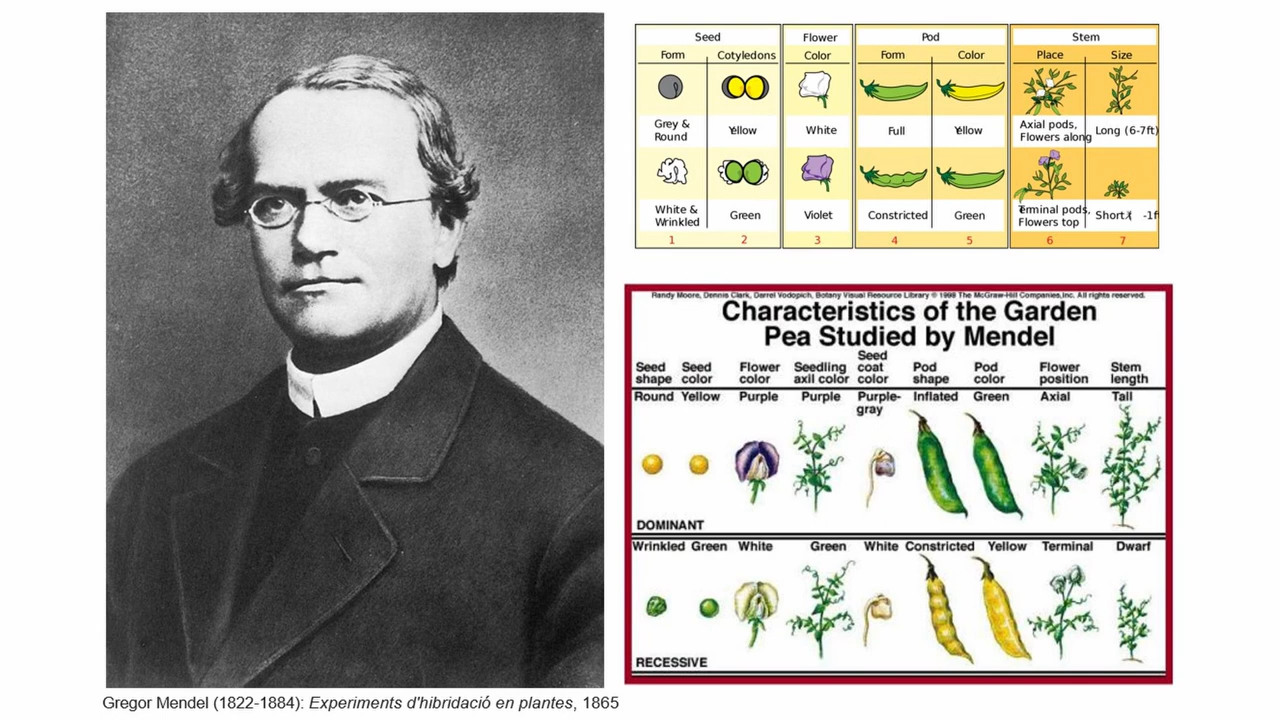 Seed Flower Pod Stem
Form Cotyledons Color Form Color Place Size
Grey & Round Yellow White Full Yellow Axial pods, Flowers along Long (6-7ft)
White & Wrinkled Green Violet Constricted Green pods, Flowers top Short
1 2 3 4 5 6 7
Randy Moore, Dennis Clark, Darrel Vodopich, Botany Visual Resource Library © 1998 The McGraw-Hill Companies,Inc. All rights reserved.
Characteristics of the Garden
Pea Studied by Mendel
Seed shape Seed color Flower color Seedling axil color Seed coat color Pod shape Pod color Flower position Stem length
Round Yellow Purple Purple Purple-gray Inflated Green Axial Tall
DOMINANT
Wrinkled Green White Green White Constricted Yellow Terminal Dwarf
RECESSIVE
Gregor Mendel (1822-1884): Experiments d'hibridació en plantes, 1865